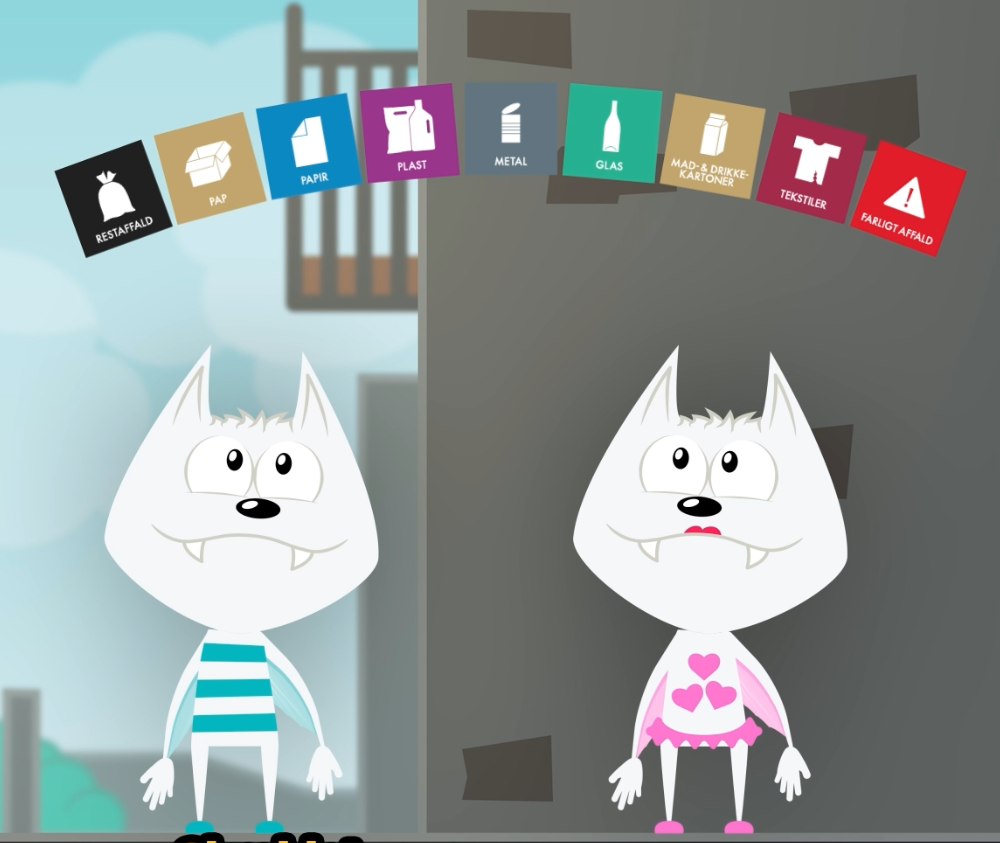 RESTAFFALD
PAP
PAPIR
PLAST
METAL
GLAS
MAD- & DRIKKE-
KARTONER
TEKSTILER
FARLIGT AFFALD